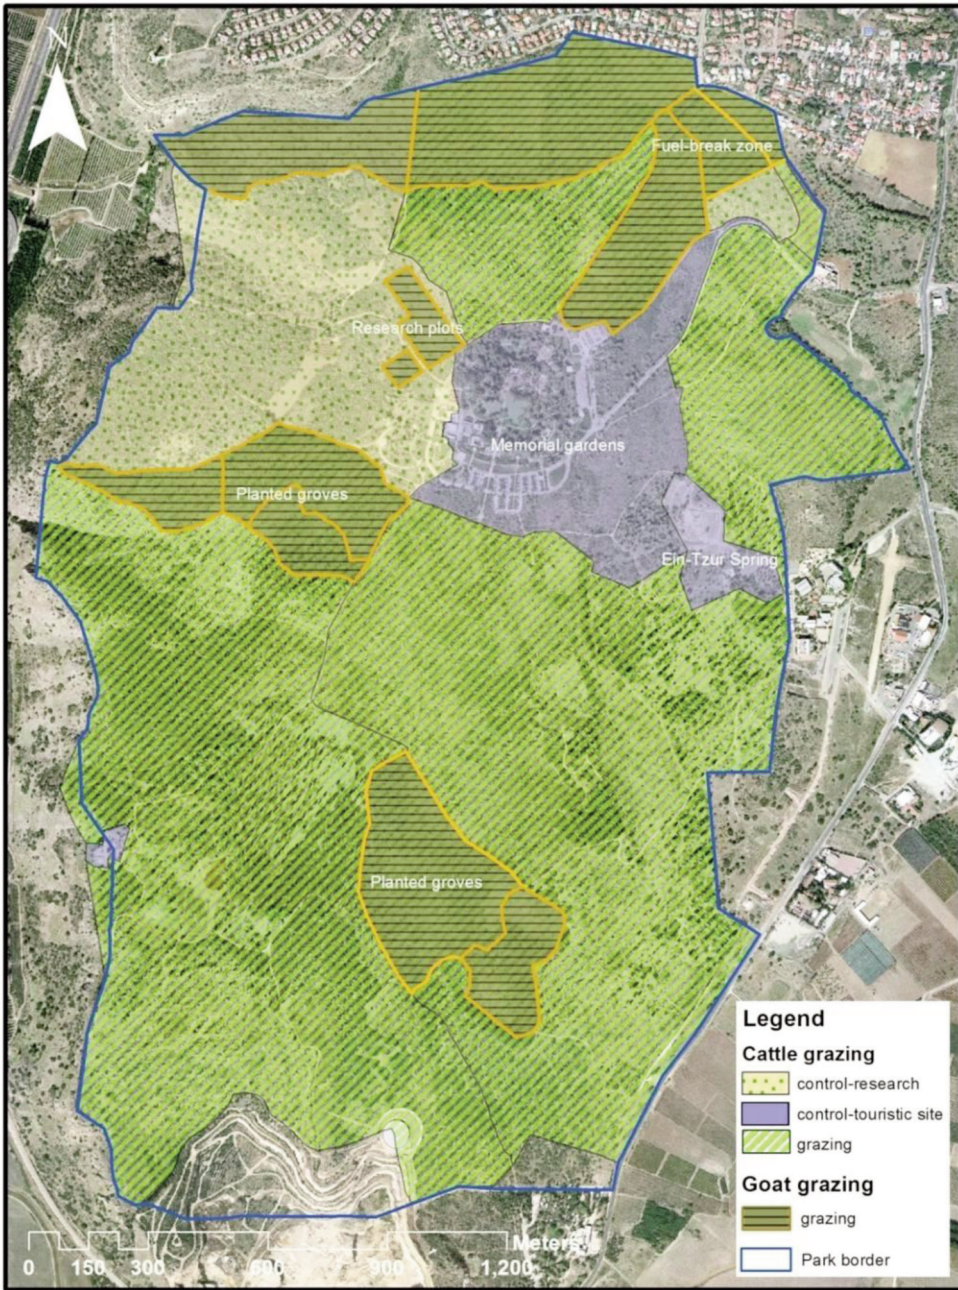 N
Fuel-break zone
Research plots
Memorial gardens
Planted groves
Ein-Tzur Spring
Planted groves
Legend
Cattle grazing
control-research
control-touristic site
grazing
Goat grazing
grazing
Park border
Meters
0 150 300 600 900 1,200